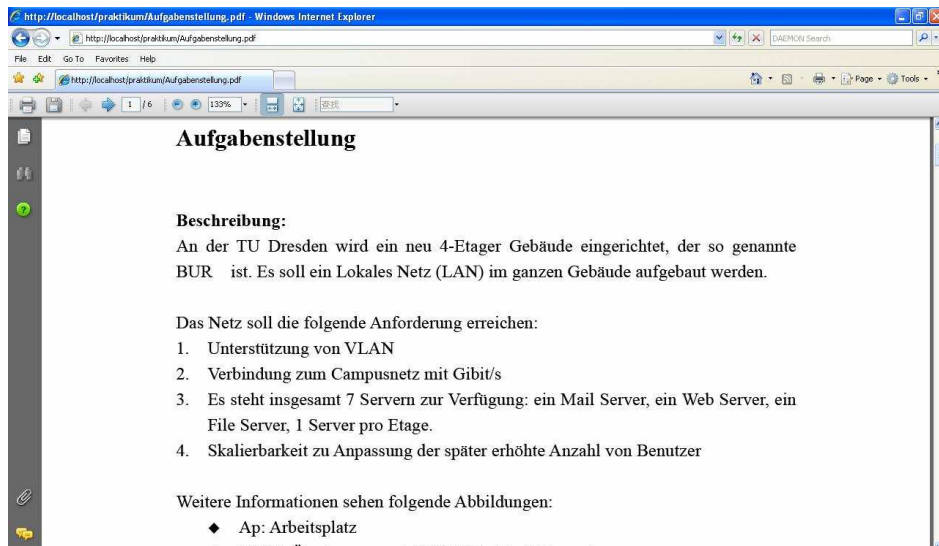 http://localhost/praktikum/Aufgabenstellung.pdf - Windows Internet Explorer
http://localhost/praktikum/Aufgabenstellung.pdf
DAEMON Search
File Edit Go To Favorites Help
http://localhost/praktikum/Aufgabenstellung.pdf
Page Tools
1 / 6 133% 查找
Aufgabenstellung
Beschreibung:
An der TU Dresden wird ein neu 4-Etager Gebäude eingerichtet, der so genannte
BUR ist. Es soll ein Lokales Netz (LAN) im ganzen Gebäude aufgebaut werden.
Das Netz soll die folgende Anforderung erreichen:
1. Unterstützung von VLAN
2. Verbindung zum Campusnetz mit Gibit/s
3. Es steht insgesamt 7 Servern zur Verfügung: ein Mail Server, ein Web Server, ein
File Server, 1 Server pro Etage.
4. Skalierbarkeit zu Anpassung der später erhöhte Anzahl von Benutzer
Weitere Informationen sehen folgende Abbildungen:
◆ Ap: Arbeitsplatz